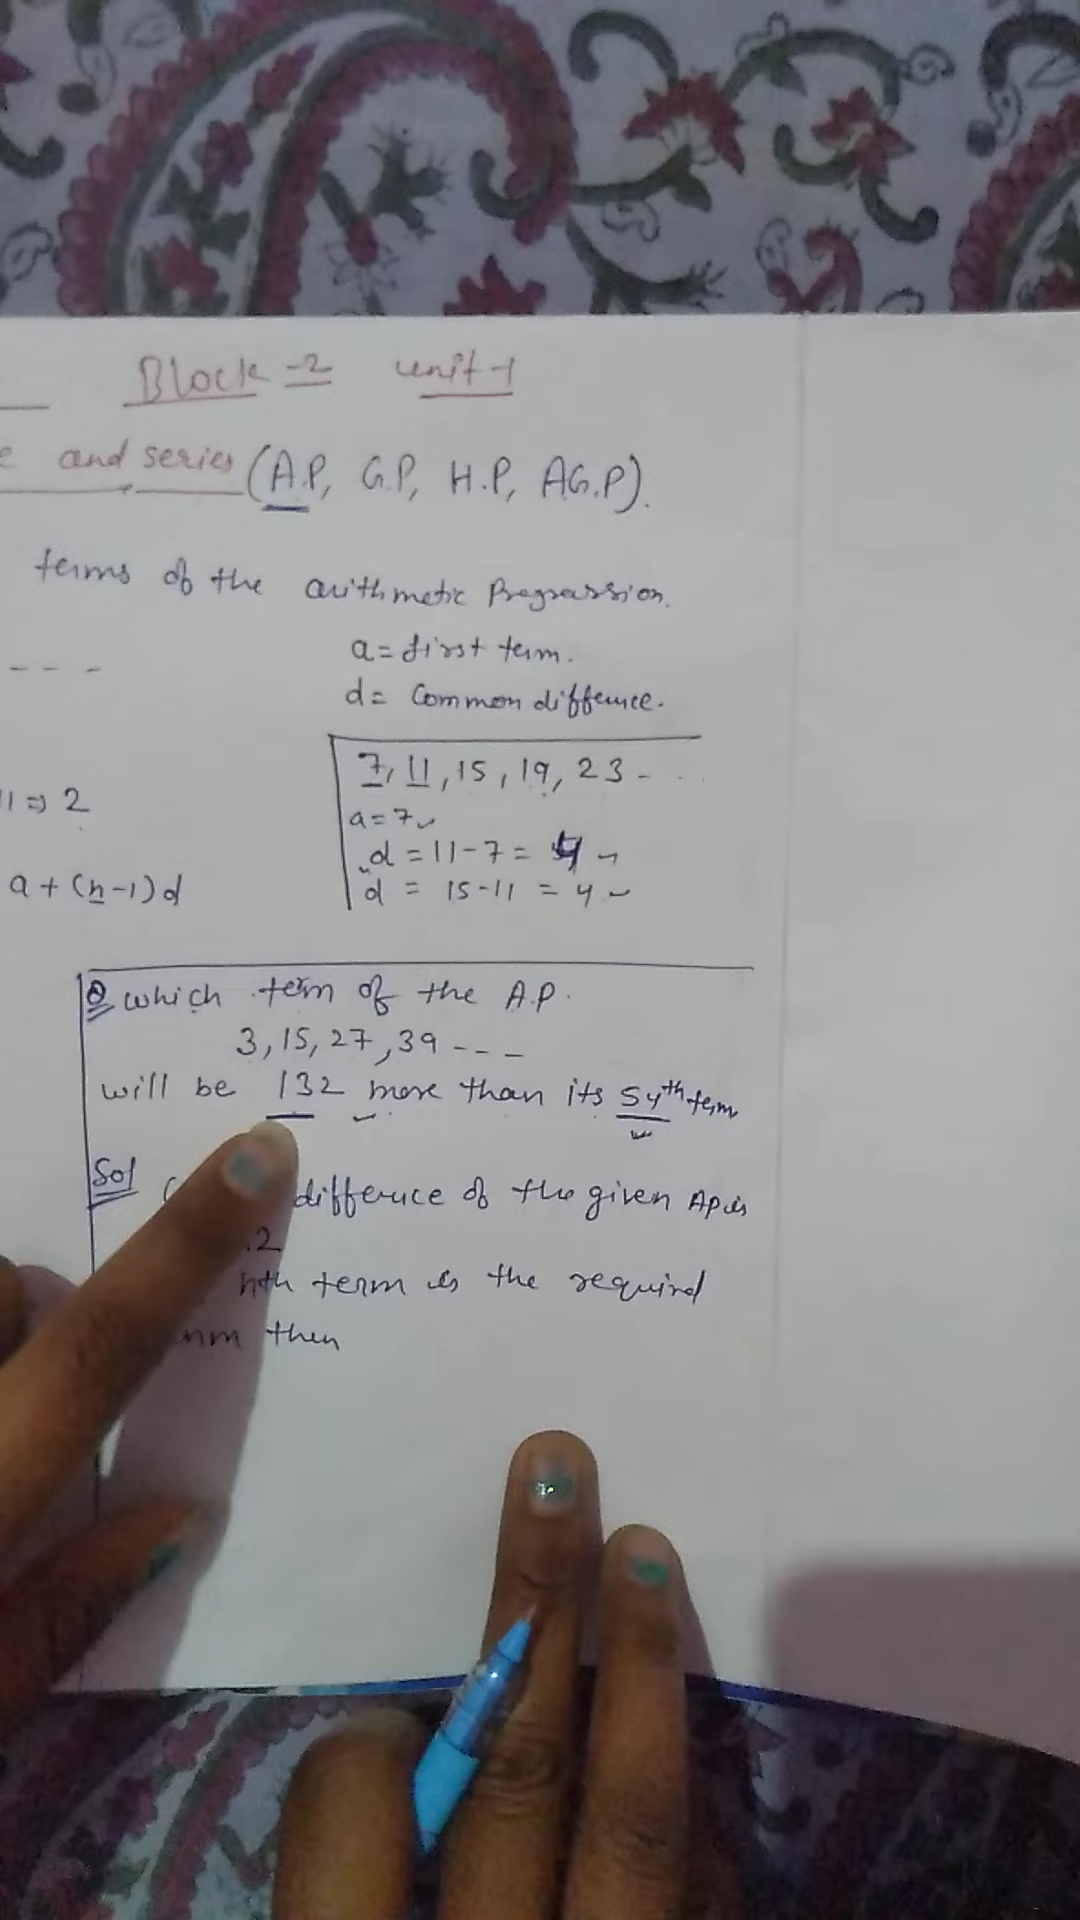 Block-2 unit-1
e and series (A.P, G.P, H.P, AG.P).
terms of the arithmetic Progression.
a = first term.
- - -
d = Common diffence.
7, 11, 15, 19, 23 - . .
11 => 2
a = 7
d = 11-7 = 4
a + (n-1)d
d = 15-11 = 4
Q which term of the A.P.
3, 15, 27, 39 - - -
will be 132 more than its 54th term
Sol difference of the given AP is
.2
nth term is the required
then